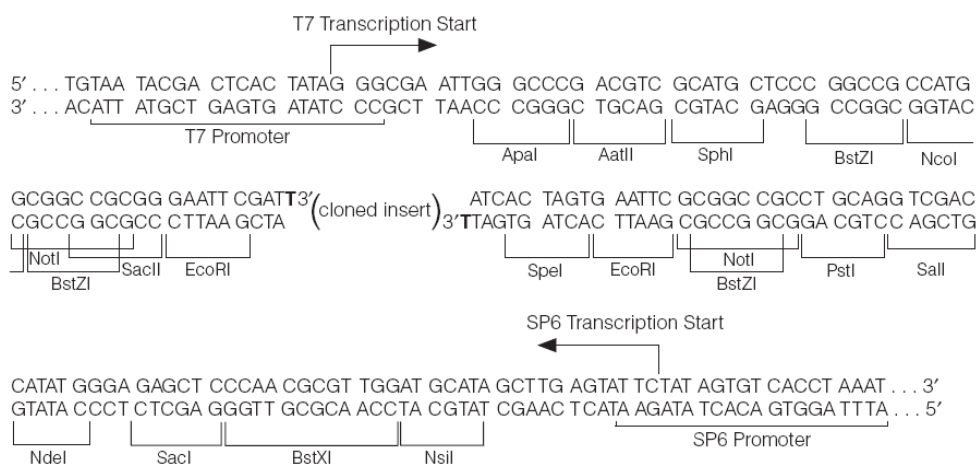 T7 Transcription Start
5′ . . . TGTAA TACGA CTCAC TATAG GGCGA ATTGG GCCCG ACGTC GCATG CTCCC GGCCG CCATG
3′ . . . ACATT ATGCT GAGTG ATATC CCGCT TAACC CGGGC TGCAG CGTAC GAGGG CCGGC GGTAC
T7 Promoter
ApaI AatII SphI BstZI NcoI
GCGGC CGCGG GAATT CGATT3′ (cloned insert) ATCAC TAGTG AATTC GCGGC CGCCT GCAGG TCGAC
CGCCG GCGCC CTTAA GCTA 3′TTAGTG ATCAC TTAAG CGCCG GCGGA CGTCC AGCTG
NotI SacII EcoRI SpeI EcoRI NotI PstI SalI
BstZI BstZI
SP6 Transcription Start
CATAT GGGA GAGCTC CCAA CGCGT TGGAT GCATA GCTTG AGTAT TCTAT AGTGT CACCT AAAT . . . 3′
GTATA CCCT CTCGAG GGTT GCGCA ACCTA CGTAT CGAAC TCATA AGATA TCACA GTGGA TTTA . . . 5′
NdeI SacI BstXI NsiI SP6 Promoter